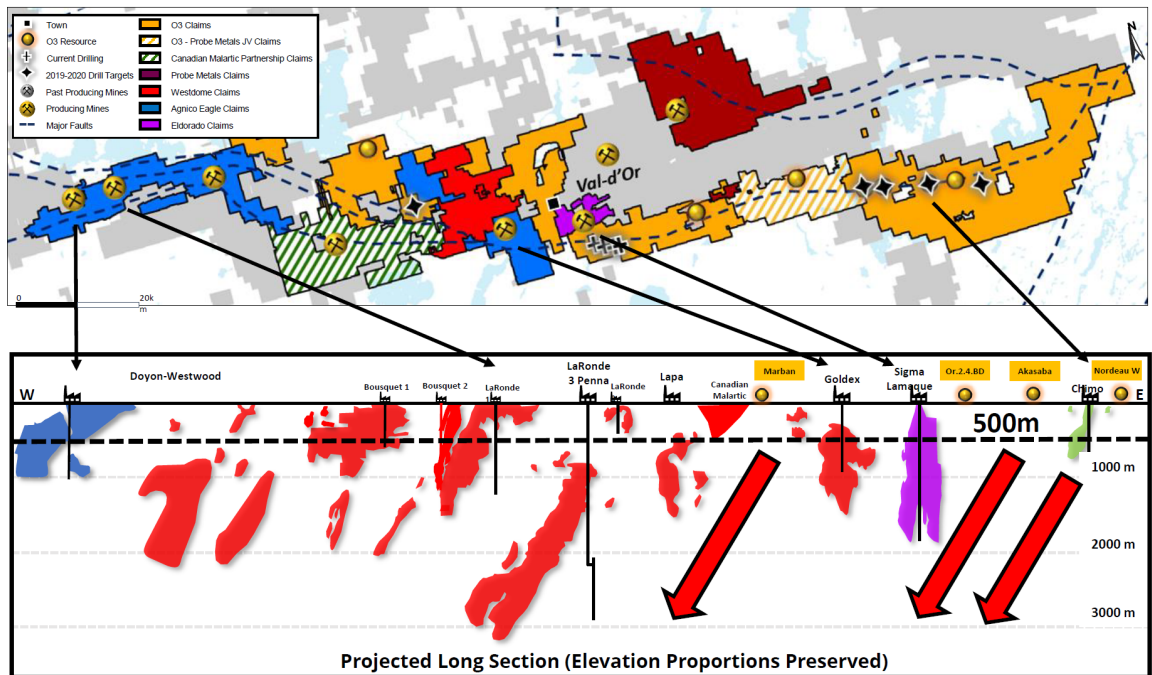 Town
O3 Resource
Current Drilling
2019-2020 Drill Targets
Past Producing Mines
Producing Mines
Major Faults
O3 Claims
O3 - Probe Metals JV Claims
Canadian Malartic Partnership Claims
Probe Metals Claims
Westdome Claims
Agnico Eagle Claims
Eldorado Claims
N
Val-d'Or
0
20k
m
W
Doyon-Westwood
Bousquet 1
Bousquet 2
LaRonde
1
LaRonde
3 Penna
LaRonde
Lapa
Canadian
Malartic
Marban
Goldex
Sigma
Lamaque
Or.2.4.BD
Akasaba
Chimo
Nordeau W
E
500m
1000 m
2000 m
3000 m
Projected Long Section (Elevation Proportions Preserved)